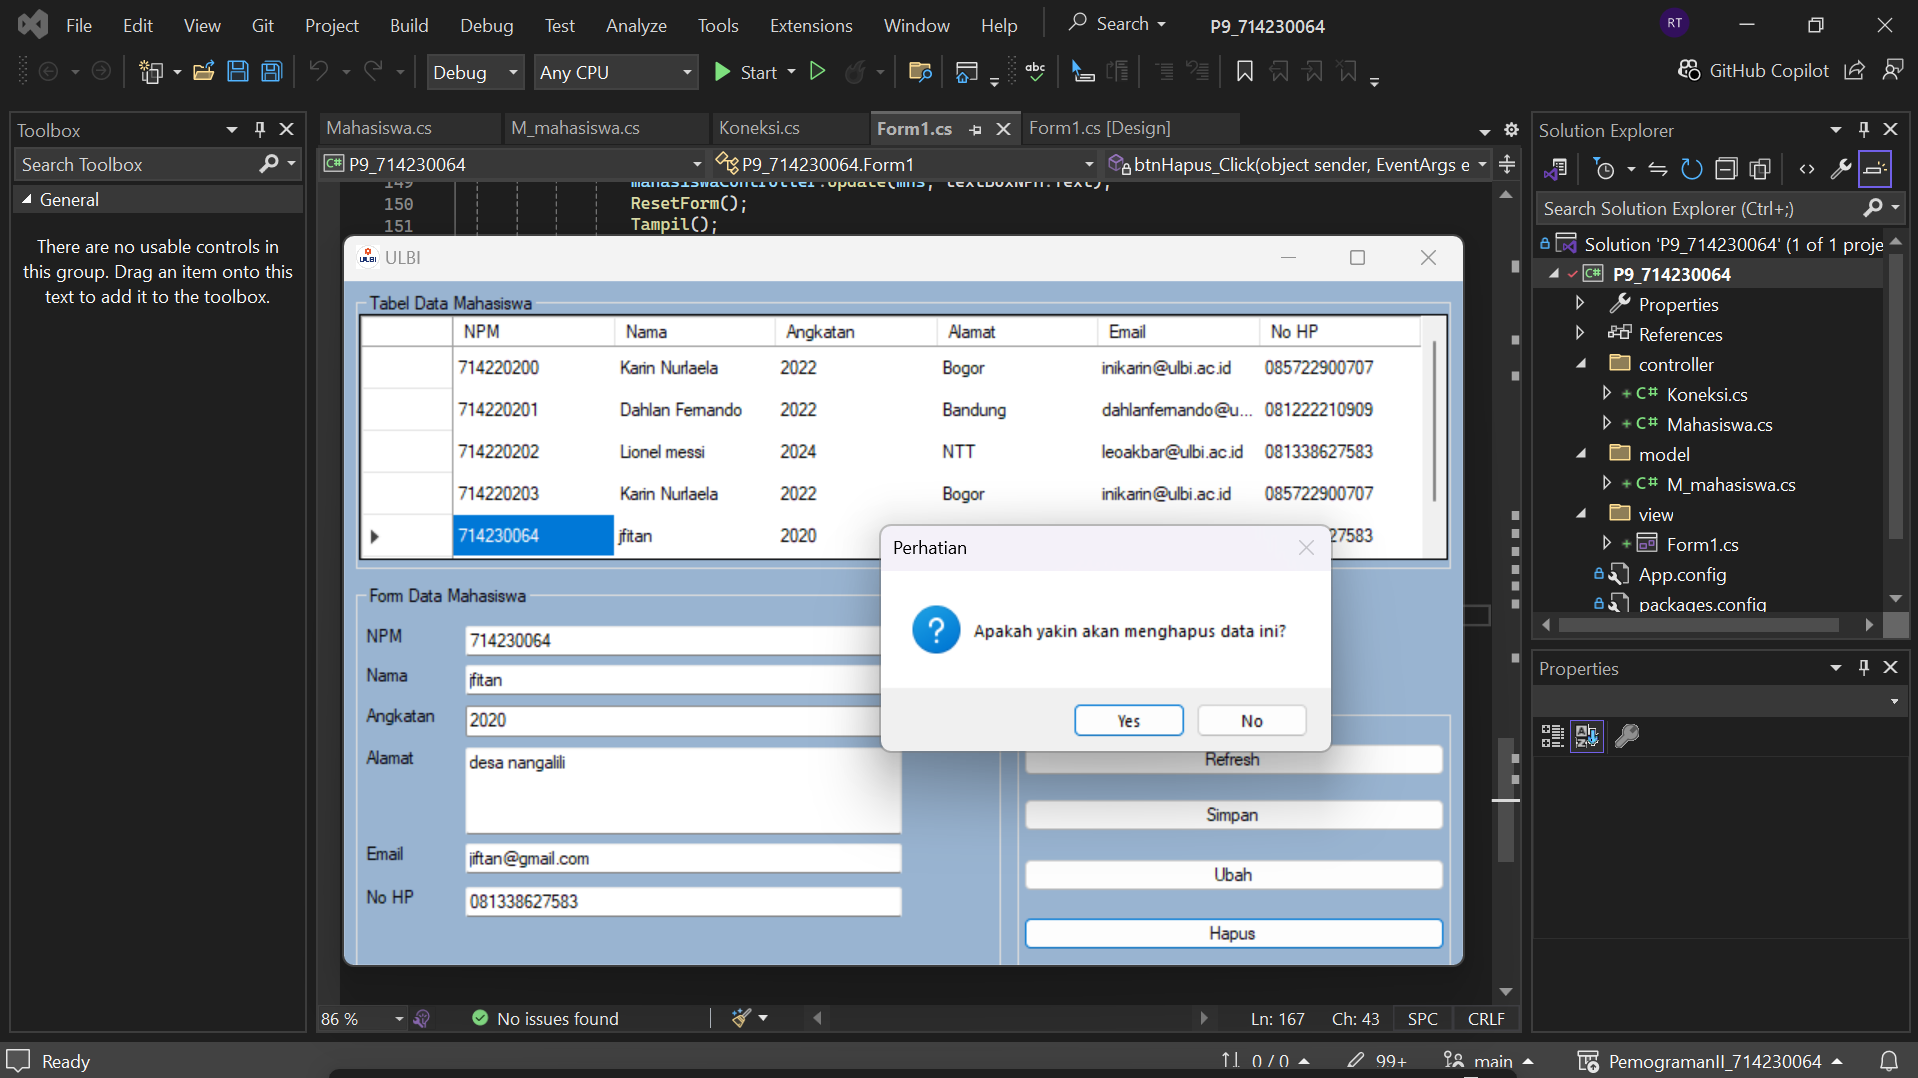 File Edit View Git Project Build Debug Test Analyze Tools Extensions Window Help Search P9_714230064 RT
Debug Any CPU Start abc GitHub Copilot
Toolbox
Search Toolbox
General
There are no usable controls in
this group. Drag an item onto this
text to add it to the toolbox.
Mahasiswa.cs M_mahasiswa.cs Koneksi.cs Form1.cs Form1.cs [Design]
C# P9_714230064 P9_714230064.Form1 btnHapus_Click(object sender, EventArgs e
149 mahasiswaController.Update(mhs, textBoxNPM.Text);
150 ResetForm();
151 Tampil();
ULBI ULBI
Tabel Data Mahasiswa
NPM Nama Angkatan Alamat Email No HP
714220200 Karin Nurlaela 2022 Bogor inikarin@ulbi.ac.id 085722900707
714220201 Dahlan Fernando 2022 Bandung dahlanfernando@u... 081222210909
714220202 Lionel messi 2024 NTT leoakbar@ulbi.ac.id 081338627583
714220203 Karin Nurlaela 2022 Bogor inikarin@ulbi.ac.id 085722900707
714230064 jfitan 2020 7583
Perhatian
Apakah yakin akan menghapus data ini?
Yes No
Form Data Mahasiswa
NPM 714230064
Nama jfitan
Angkatan 2020
Alamat desa nangalili
Email jiftan@gmail.com
No HP 081338627583
Refresh
Simpan
Ubah
Hapus
86 % No issues found Ln: 167 Ch: 43 SPC CRLF
Solution Explorer
Search Solution Explorer (Ctrl+;)
Solution 'P9_714230064' (1 of 1 proje
C# P9_714230064
Properties
References
controller
C# Koneksi.cs
C# Mahasiswa.cs
model
C# M_mahasiswa.cs
view
Form1.cs
App.config
packages.config
Properties
Ready 0 / 0 99+ main PemogramanII_714230064